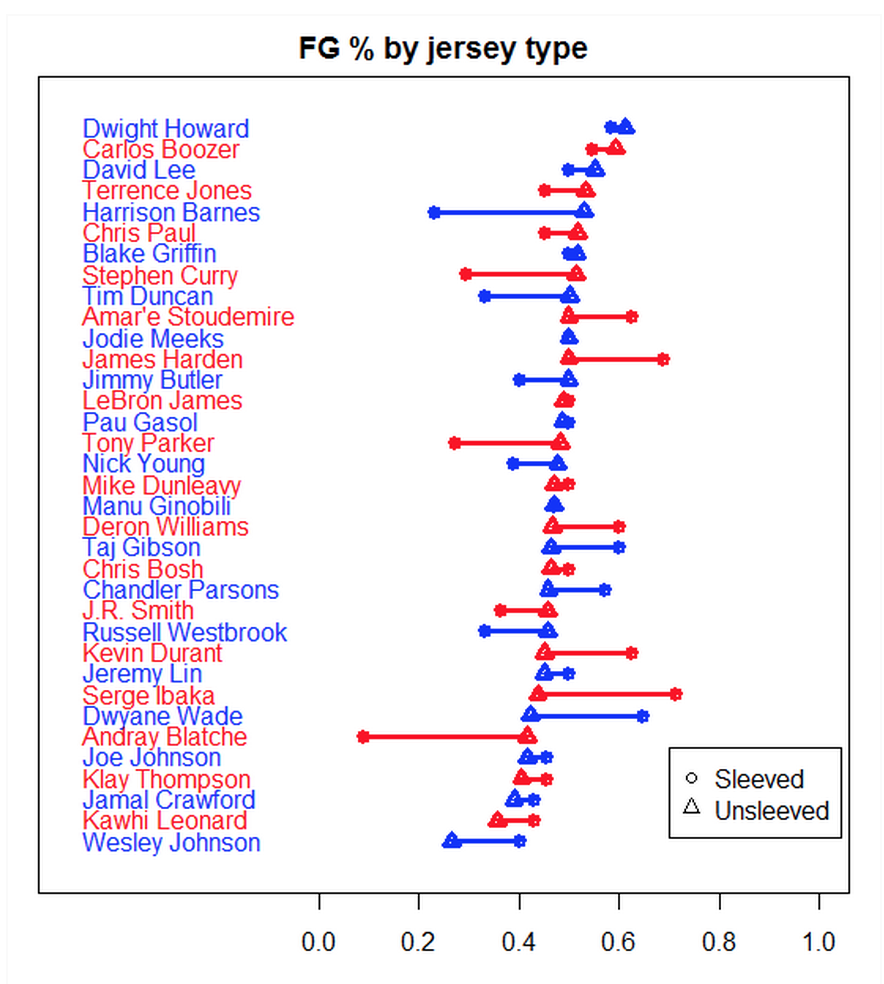 FG % by jersey type
Dwight Howard
Carlos Boozer
David Lee
Terrence Jones
Harrison Barnes
Chris Paul
Blake Griffin
Stephen Curry
Tim Duncan
Amar'e Stoudemire
Jodie Meeks
James Harden
Jimmy Butler
LeBron James
Pau Gasol
Tony Parker
Nick Young
Mike Dunleavy
Manu Ginobili
Deron Williams
Taj Gibson
Chris Bosh
Chandler Parsons
J.R. Smith
Russell Westbrook
Kevin Durant
Jeremy Lin
Serge Ibaka
Dwyane Wade
Andray Blatche
Joe Johnson
Klay Thompson
Jamal Crawford
Kawhi Leonard
Wesley Johnson
Sleeved
Unsleeved
0.0 0.2 0.4 0.6 0.8 1.0